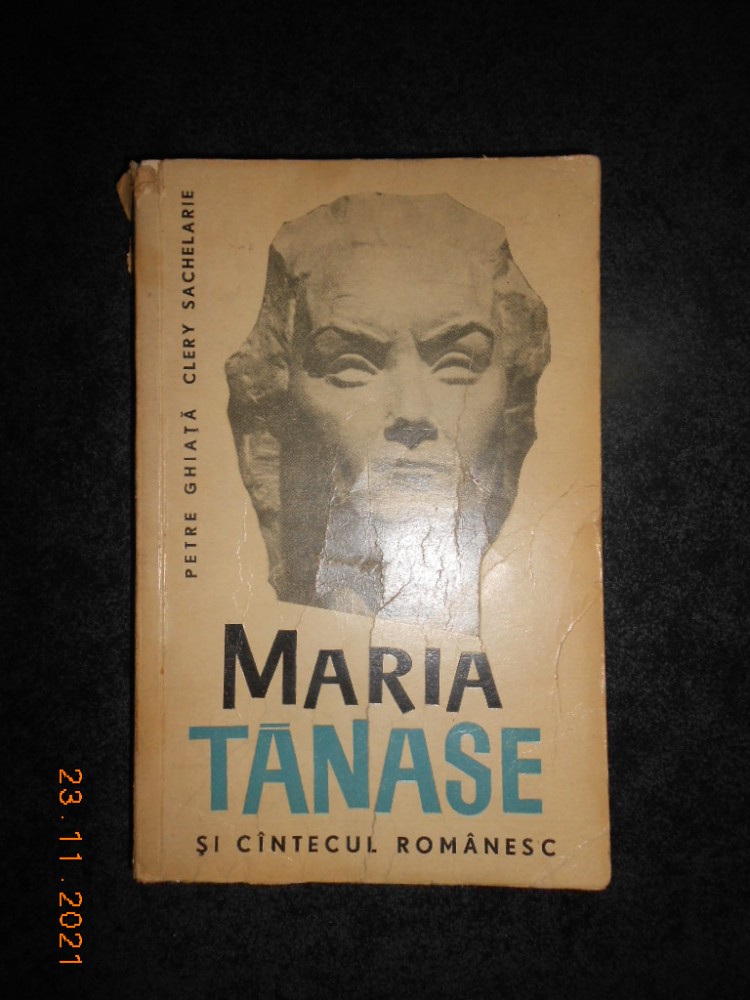 PETRE GHIAȚĂ CLERY SACHELARIE
MARIA
TĂNASE
ȘI CÎNTECUL ROMÂNESC
23.11.2021